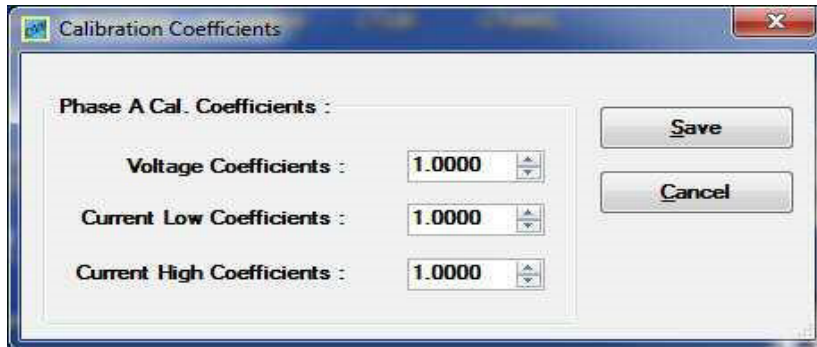 Calibration Coefficients
Phase A Cal. Coefficients :
Voltage Coefficients : 1.0000
Current Low Coefficients : 1.0000
Current High Coefficients : 1.0000
Save
Cancel